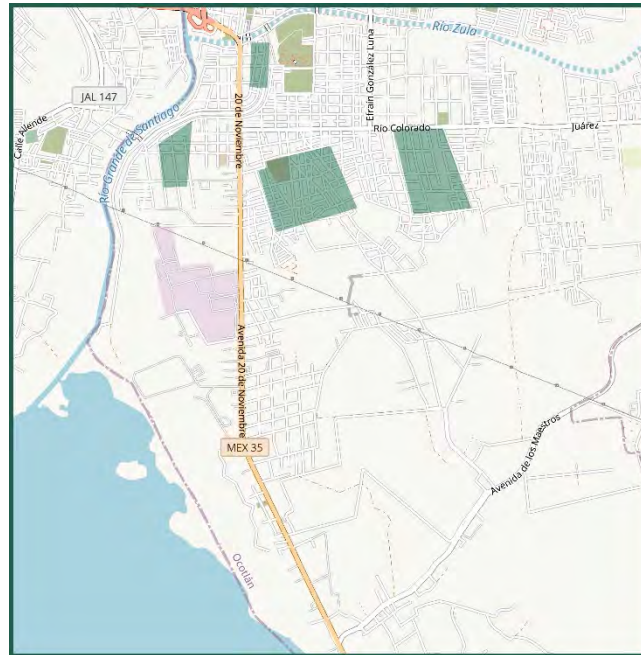 Río Zula
Efraín González Luna
JAL 147
20 de Noviembre
Río Colorado
Juárez
Calle Allende
Río Grande de Santiago
Avenida 20 de Noviembre
MEX 35
Avenida de los Maestros
Ocotlán